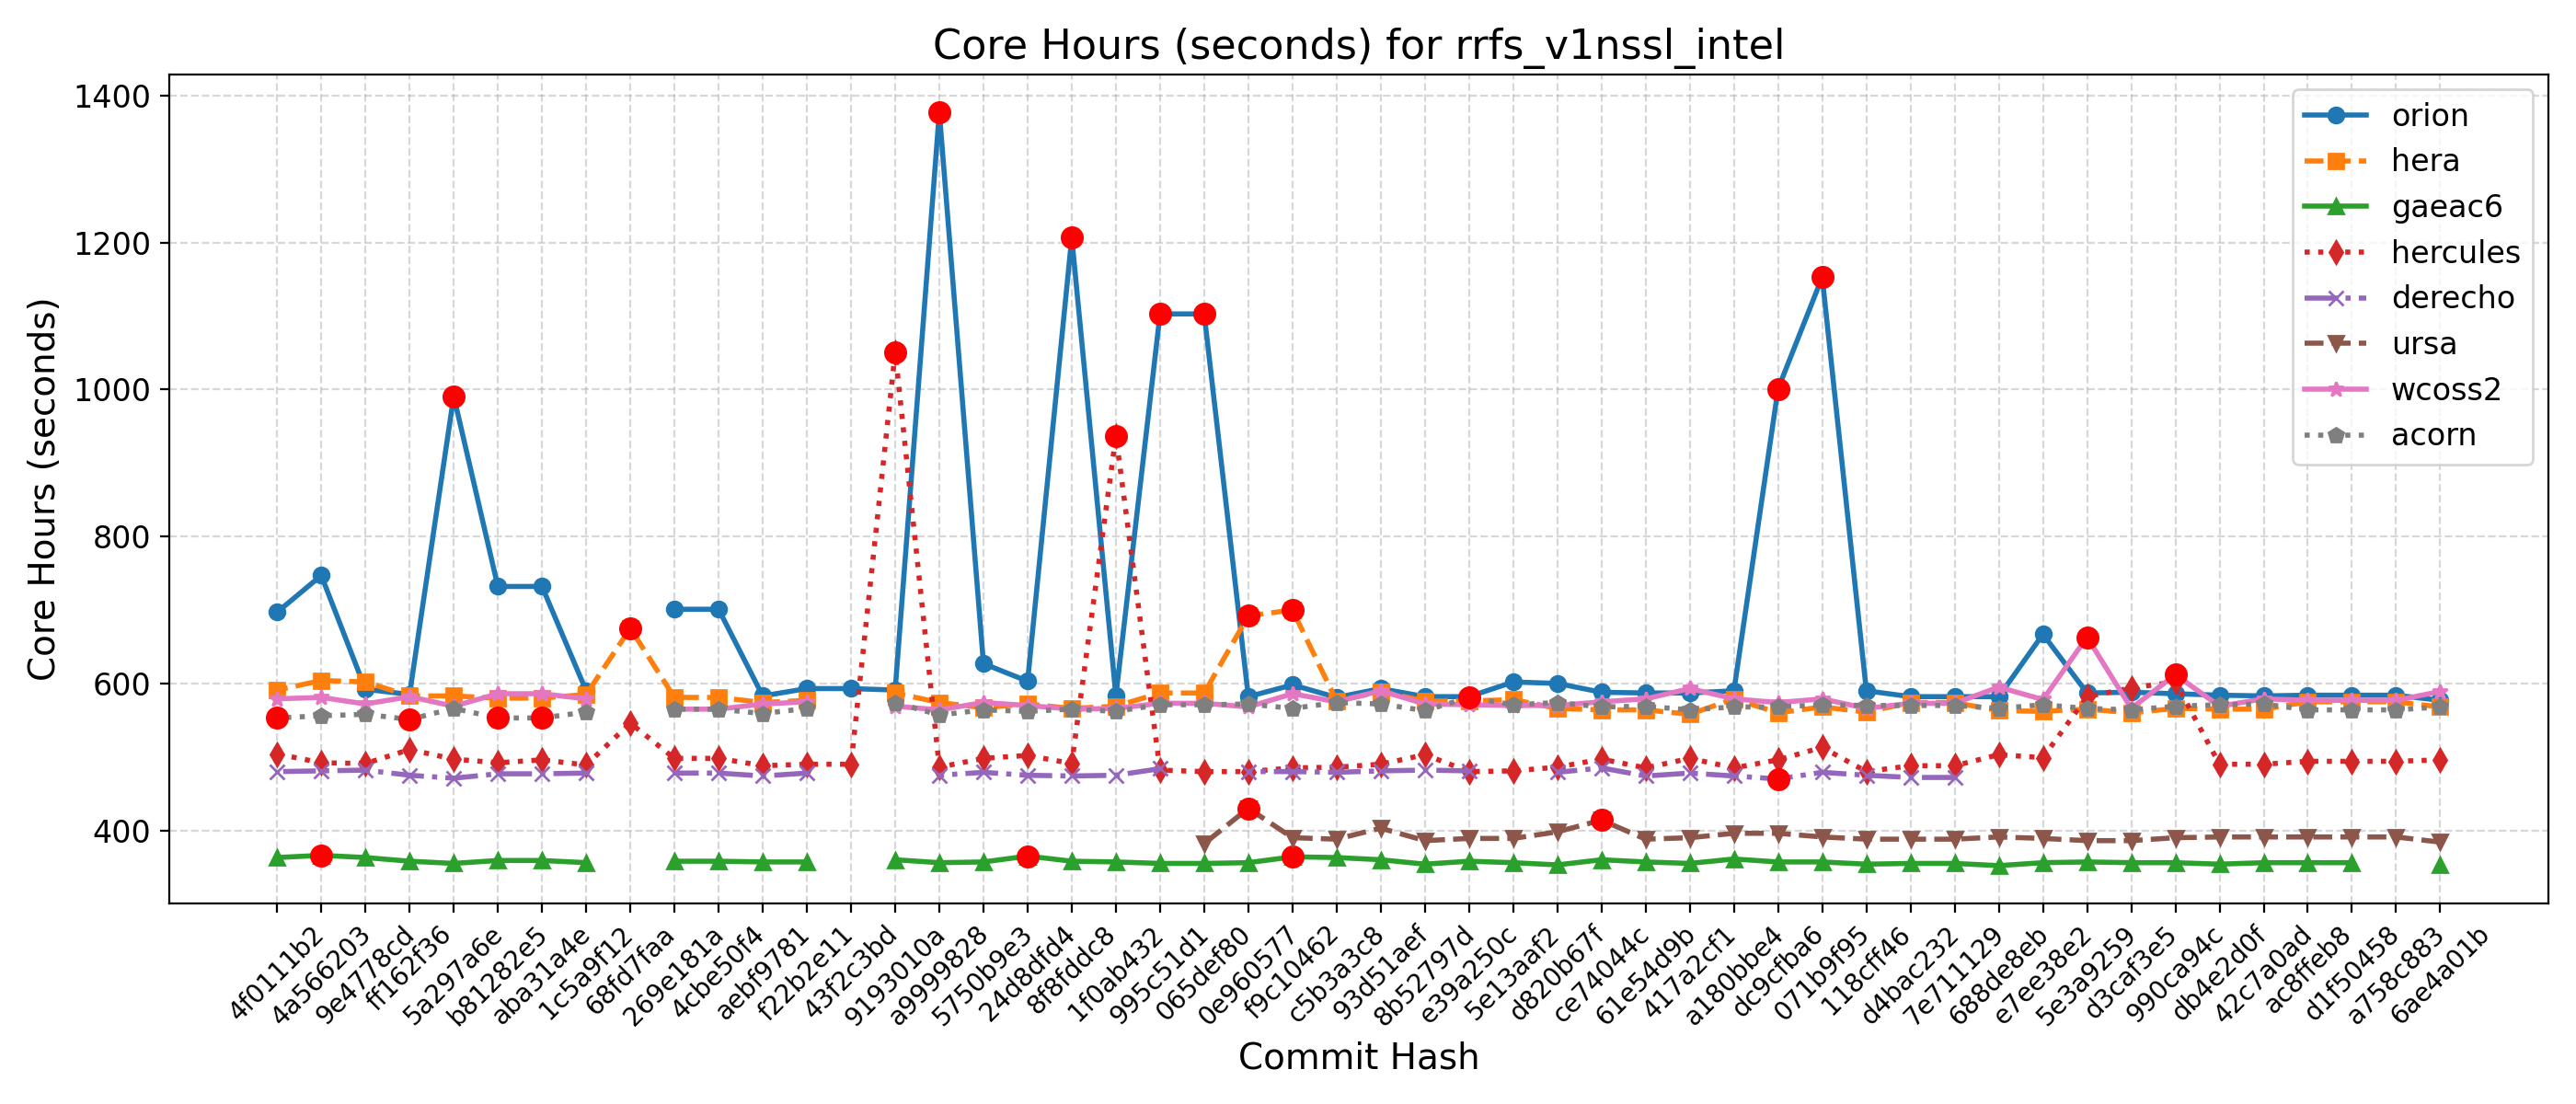 Core Hours (seconds) for rrfs_v1nssl_intel
Core Hours (seconds)
1400
1200
1000
800
600
400
orion
hera
gaeac6
hercules
derecho
ursa
wcoss2
acorn
4f0111b2
4a566203
9e4778cd
ff162f36
5a297a6e
b81282e5
aba31a4e
1c5a9f12
68fd7faa
269e181a
4cbe50f4
aebf9781
f22b2e11
43f2c3bd
9193010a
a9999828
5750b9e3
24d8dfd4
8f8fddc8
1f0ab432
995c51d1
065def80
0e960577
f9c10462
c5b3a3c8
93d51aef
8b52797d
e39a250c
5e13aaf2
d820b67f
ce74044c
61e54d9b
417a2cf1
a180bbe4
dc9cfba6
071b9f95
118cff46
d4bac232
7e711129
688de8eb
e7ee38e2
5e3a9259
d3caf3e5
990ca94c
db4e2d0f
42c7a0ad
ac8ffeb8
d1f50458
a758c883
6ae4a01b
Commit Hash